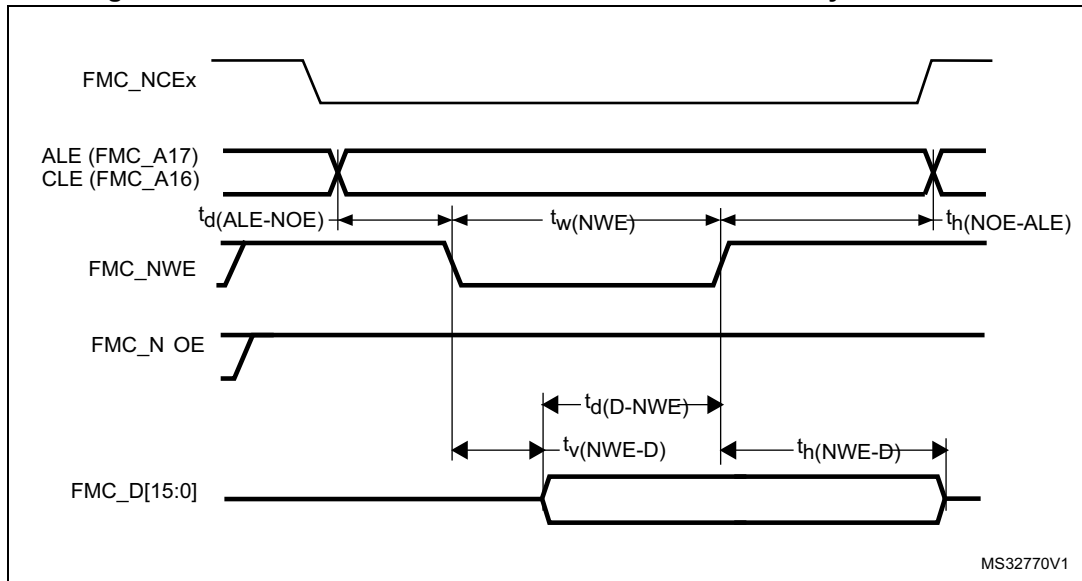 FMC_NCEx
ALE (FMC_A17)
CLE (FMC_A16)
td(ALE-NOE)
tw(NWE)
th(NOE-ALE)
FMC_NWE
FMC_N OE
td(D-NWE)
tv(NWE-D)
th(NWE-D)
FMC_D[15:0]
MS32770V1